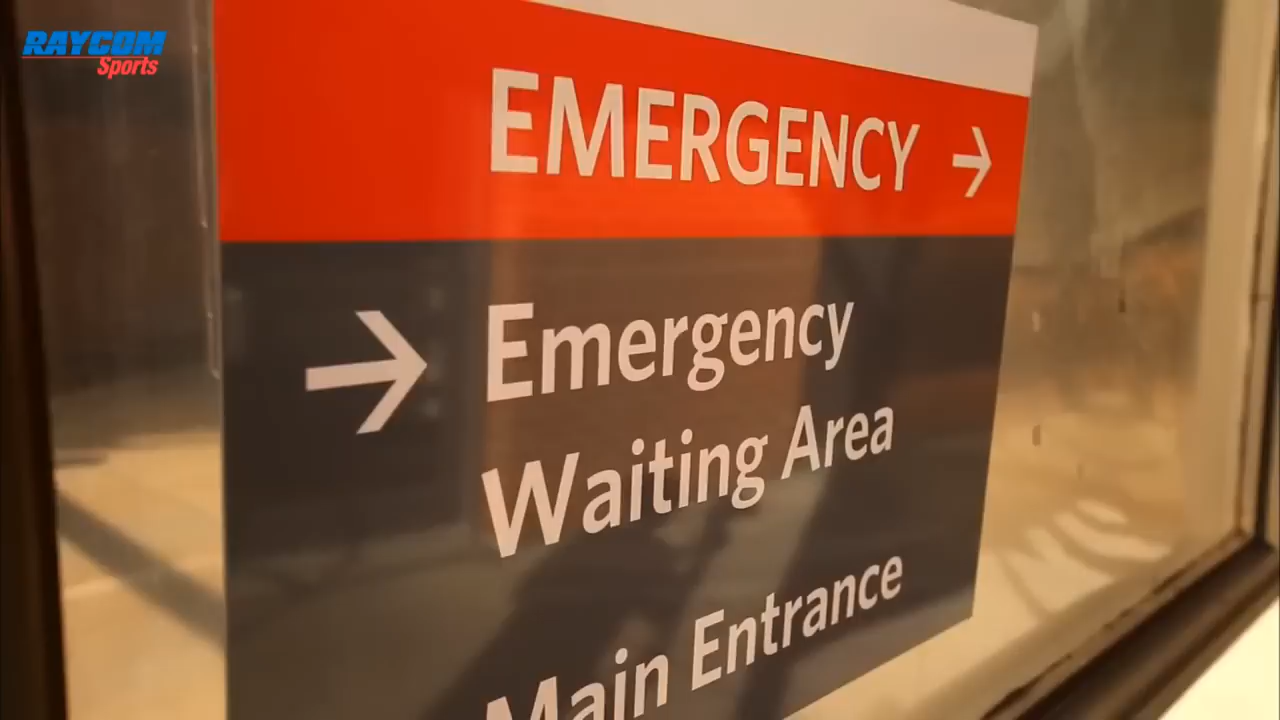 RAYCOM
Sports
EMERGENCY →
→ Emergency
Waiting Area
Main Entrance